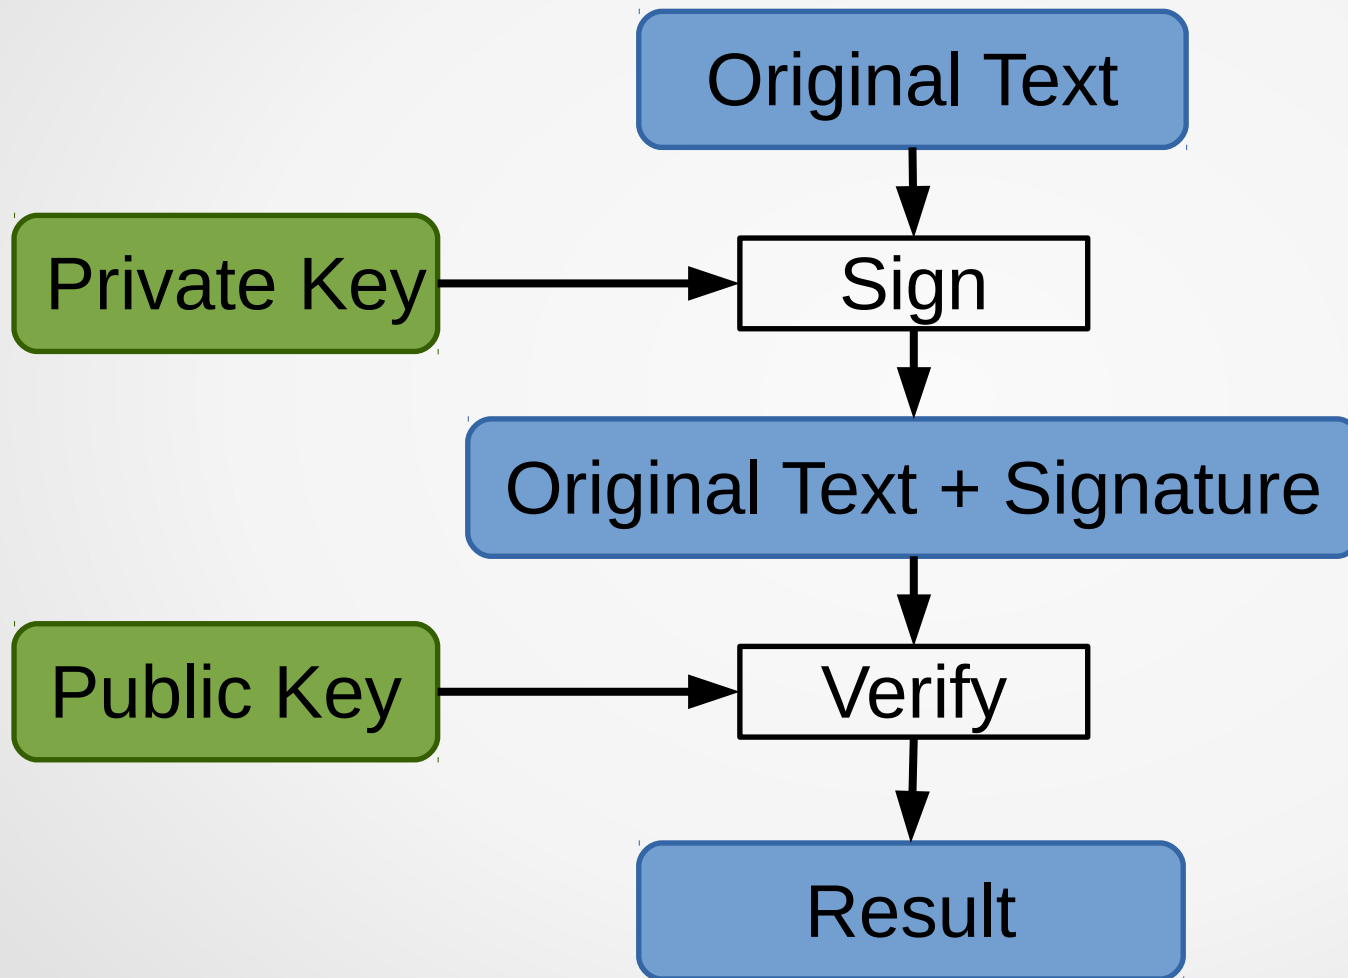 Original Text
Private Key
Sign
Original Text + Signature
Public Key
Verify
Result